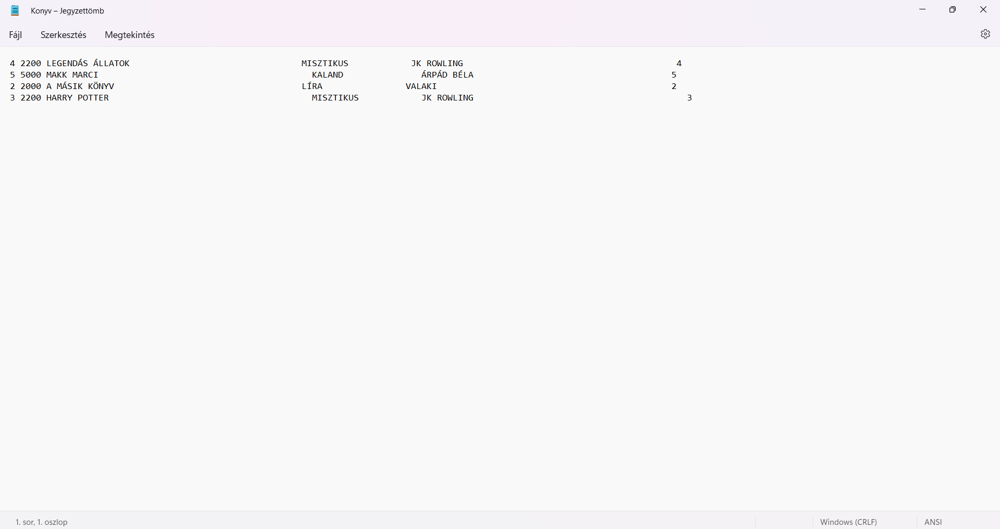 Konyv – Jegyzettömb
Fájl Szerkesztés Megtekintés
4 2200 LEGENDÁS ÁLLATOK MISZTIKUS JK ROWLING 4
5 5000 MAKK MARCI KALAND ÁRPÁD BÉLA 5
2 2000 A MÁSIK KÖNYV LÍRA VALAKI 2
3 2200 HARRY POTTER MISZTIKUS JK ROWLING 3
1. sor, 1. oszlop Windows (CRLF) ANSI